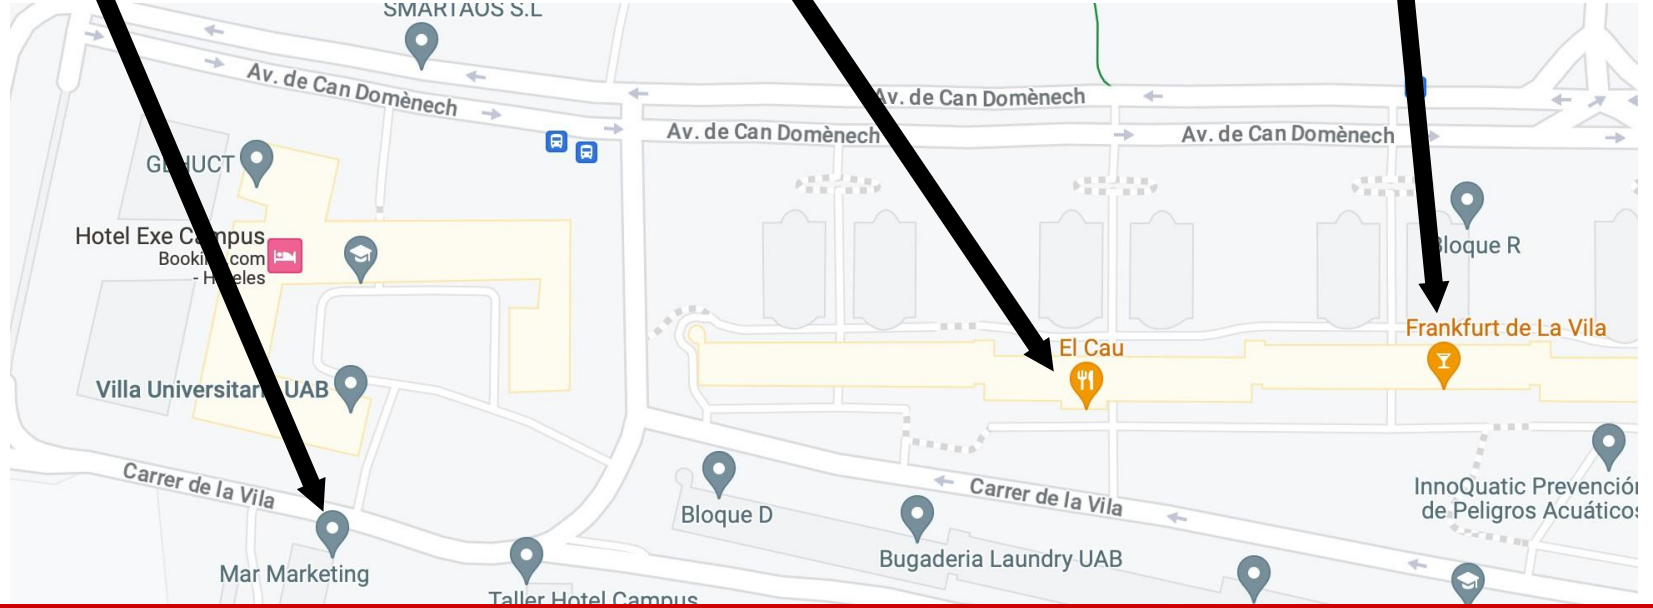 SMARTAOS S.L
Av. de Can Domènech
Av. de Can Domènech
Av. de Can Domènech
Av. de Can Domènech
Hotel Exe
Booking.com
Bloque R
Frankfurt de La Vila
El Cau
Villa Universitaria UAB
Carrer de la Vila
Carrer de la Vila
Bloque D
InnoQuatic Prevención
de Peligros Acuáticos
Bugaderia Laundry UAB
Mar Marketing
Taller Hotel Campus